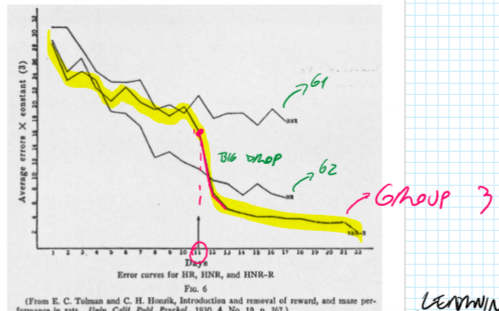 Average errors × constant (3)
32
30
28
26
24
22
20
18
16
14
12
10
8
6
4
2
G1
HNR
BIG DROP
G2
HR
GROUP 3
HNR-R
1 2 3 4 5 6 7 8 9 10 11 12 13 14 15 16 17 18 19 20 21 22
Days
Error curves for HR, HNR, and HNR-R
FIG. 6
(From E. C. Tolman and C. H. Honzik, Introduction and removal of reward, and maze per-
formance in rats. Univ. Calif. Publ. Psychol., 1930, 4, No. 19, p. 267.)